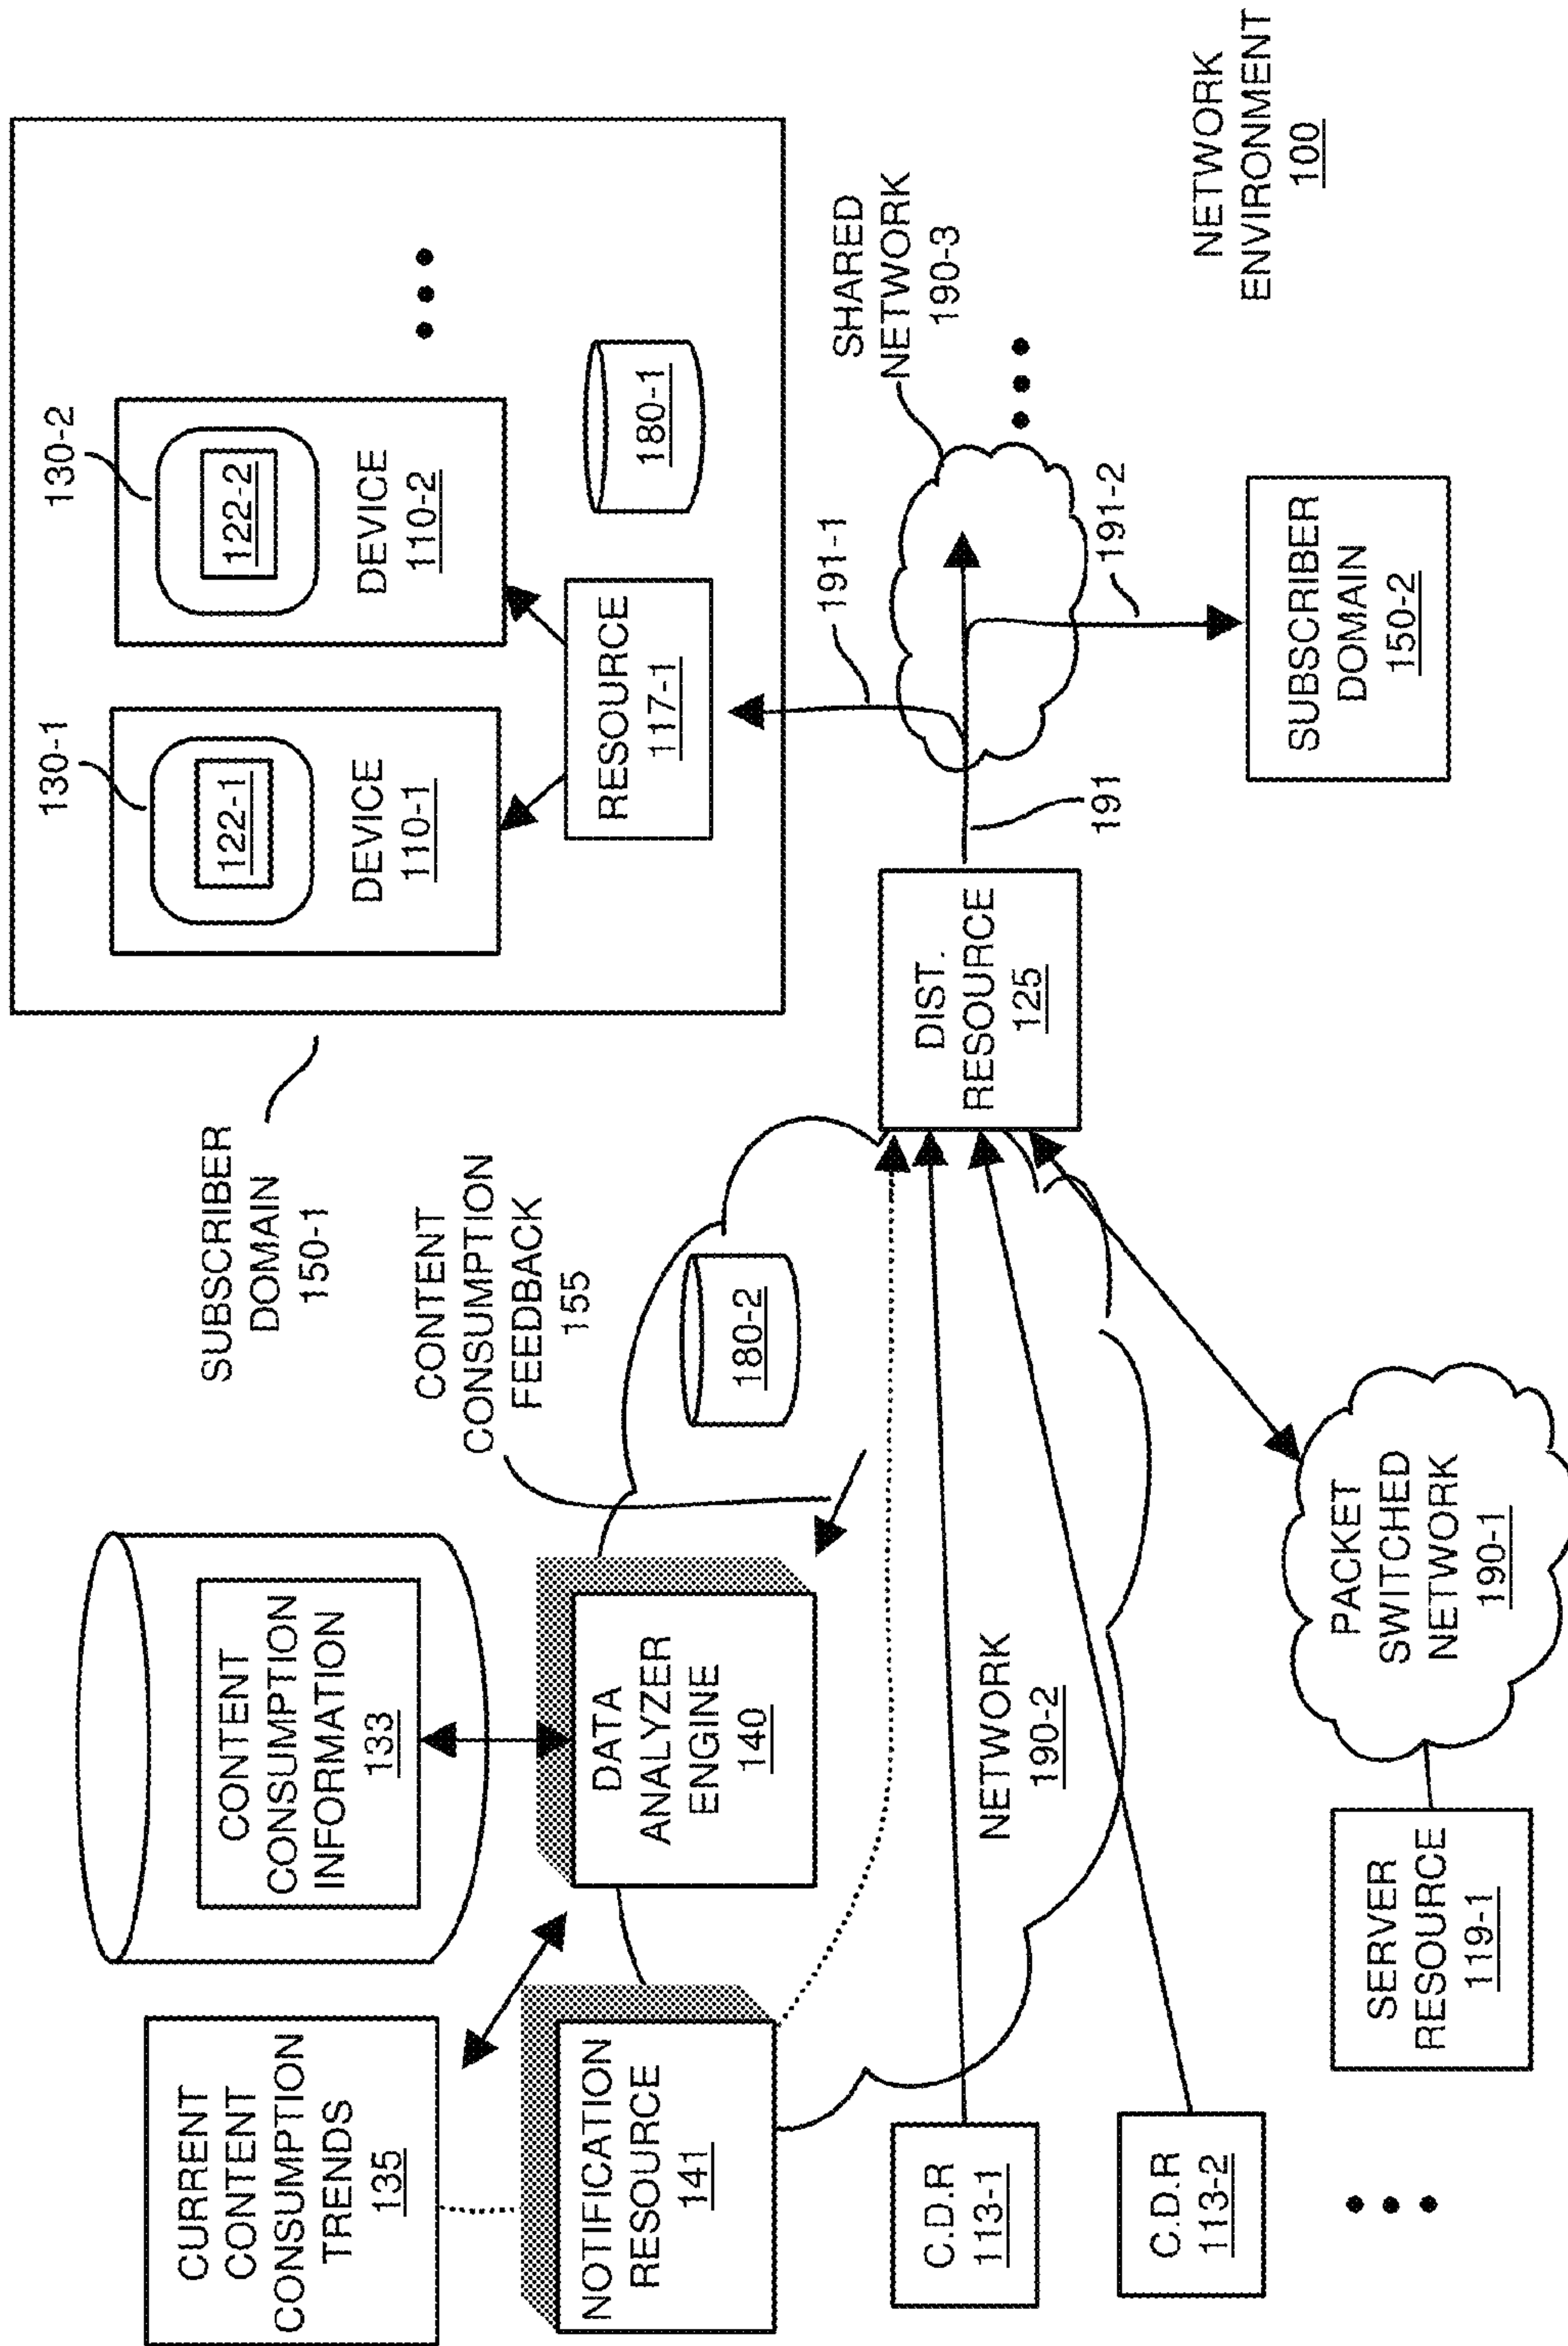 CURRENT
CONTENT
CONSUMPTION
TRENDS
135
CONTENT
CONSUMPTION
INFORMATION
133
NOTIFICATION
RESOURCE
141
DATA
ANALYZER
ENGINE
140
CONTENT
CONSUMPTION
FEEDBACK
155
180-2
SUBSCRIBER
DOMAIN
150-1
130-1
122-1
DEVICE
110-1
130-2
122-2
DEVICE
110-2
RESOURCE
117-1
180-1
C.D.R
113-1
C.D.R
113-2
NETWORK
190-2
DIST.
RESOURCE
125
191
191-1
191-2
SHARED
NETWORK
190-3
SERVER
RESOURCE
119-1
PACKET
SWITCHED
NETWORK
190-1
SUBSCRIBER
DOMAIN
150-2
NETWORK
ENVIRONMENT
100